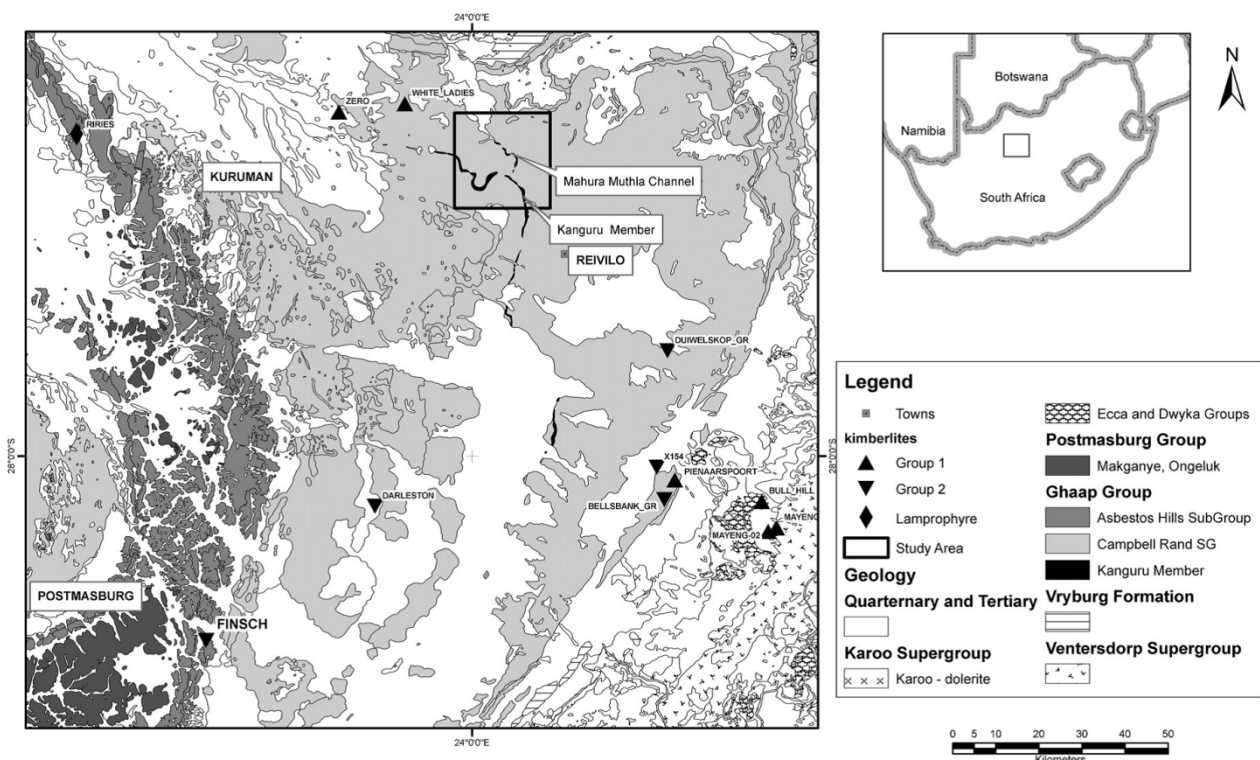 24°0'0"E
ZERO
WHITE_LADIES
RIRIES
KURUMAN
Mahura Muthla Channel
Kanguru Member
REIVILO
DUIWELSKOP_GR
28°0'0"S
28°0'0"S
X154
PIENAARSPOORT
BELLSBANK_GR
DARLESTON
BULL_HILL
MAYENG
MAYENG-02
POSTMASBURG
FINSCH
24°0'0"E
N
Botswana
Namibia
South Africa
Legend
Towns
kimberlites
Group 1
Group 2
Lamprophyre
Study Area
Geology
Quarternary and Tertiary
Karoo Supergroup
Karoo - dolerite
Ecca and Dwyka Groups
Postmasburg Group
Makganye, Ongeluk
Ghaap Group
Asbestos Hills SubGroup
Campbell Rand SG
Kanguru Member
Vryburg Formation
Ventersdorp Supergroup
0 5 10 20 30 40 50
Kilometers